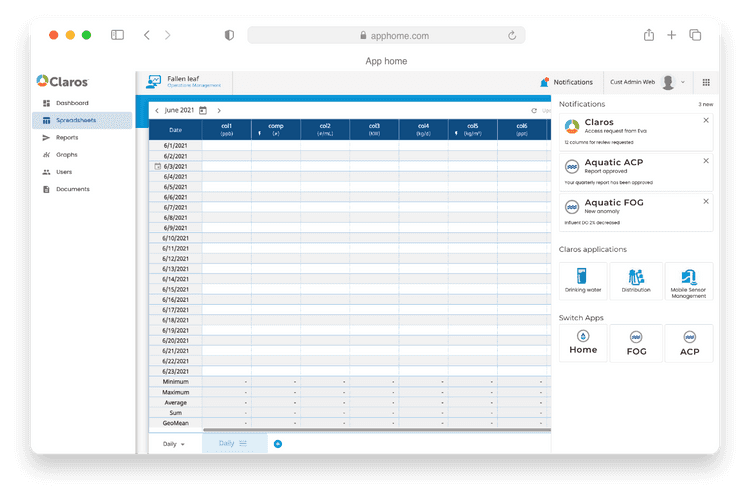 apphome.com
App home
Claros
Dashboard
Spreadsheets
Reports
Graphs
Users
Documents
Fallen leaf
Operations Management
Notifications
Cust Admin Web
June 2021
Date
col1 (ppb)
comp (#)
col2 (#/mL)
col3 (kW)
col4 (kg/d)
col5 (kg/m³)
col6 (ppt)
6/1/2021
6/2/2021
6/3/2021
6/4/2021
6/5/2021
6/6/2021
6/7/2021
6/8/2021
6/9/2021
6/10/2021
6/11/2021
6/12/2021
6/13/2021
6/14/2021
6/15/2021
6/16/2021
6/17/2021
6/18/2021
6/19/2021
6/20/2021
6/21/2021
6/22/2021
6/23/2021
Minimum - - - - - - -
Maximum - - - - - - -
Average - - - - - - -
Sum - - - - - - -
GeoMean - - - - - - -
Daily
Daily
Notifications
3 new
Claros
Access request from Eva
12 columns for review requested
Aquatic ACP
Report approved
Your quarterly report has been approved
Aquatic FOG
New anomoly
Influent DO 2% decreased
Claros applications
Drinking water
Distribution
Mobile Sensor
Management
Switch Apps
Home
FOG
ACP